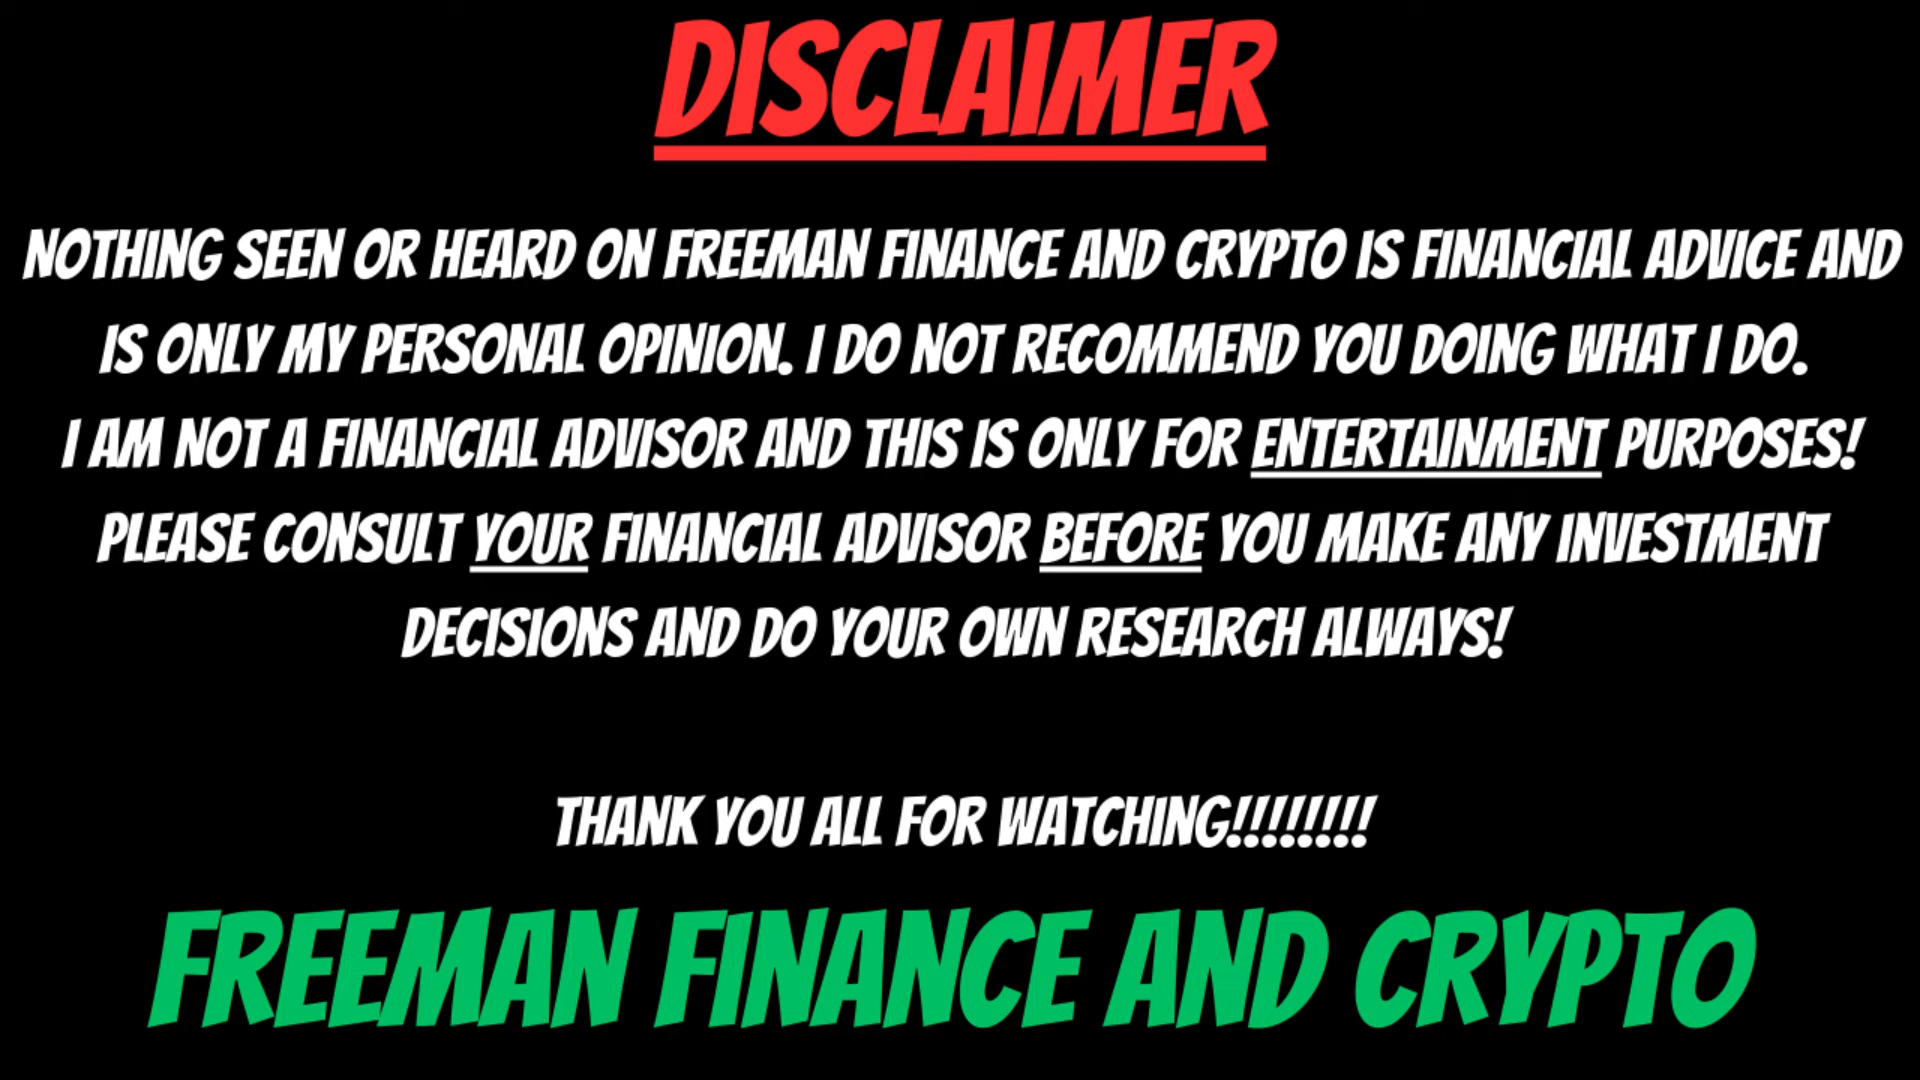 DISCLAIMER
NOTHING SEEN OR HEARD ON FREEMAN FINANCE AND CRYPTO IS FINANCIAL ADVICE AND
IS ONLY MY PERSONAL OPINION. I DO NOT RECOMMEND YOU DOING WHAT I DO.
I AM NOT A FINANCIAL ADVISOR AND THIS IS ONLY FOR ENTERTAINMENT PURPOSES!
PLEASE CONSULT YOUR FINANCIAL ADVISOR BEFORE YOU MAKE ANY INVESTMENT
DECISIONS AND DO YOUR OWN RESEARCH ALWAYS!
THANK YOU ALL FOR WATCHING!!!!!!!!
FREEMAN FINANCE AND CRYPTO